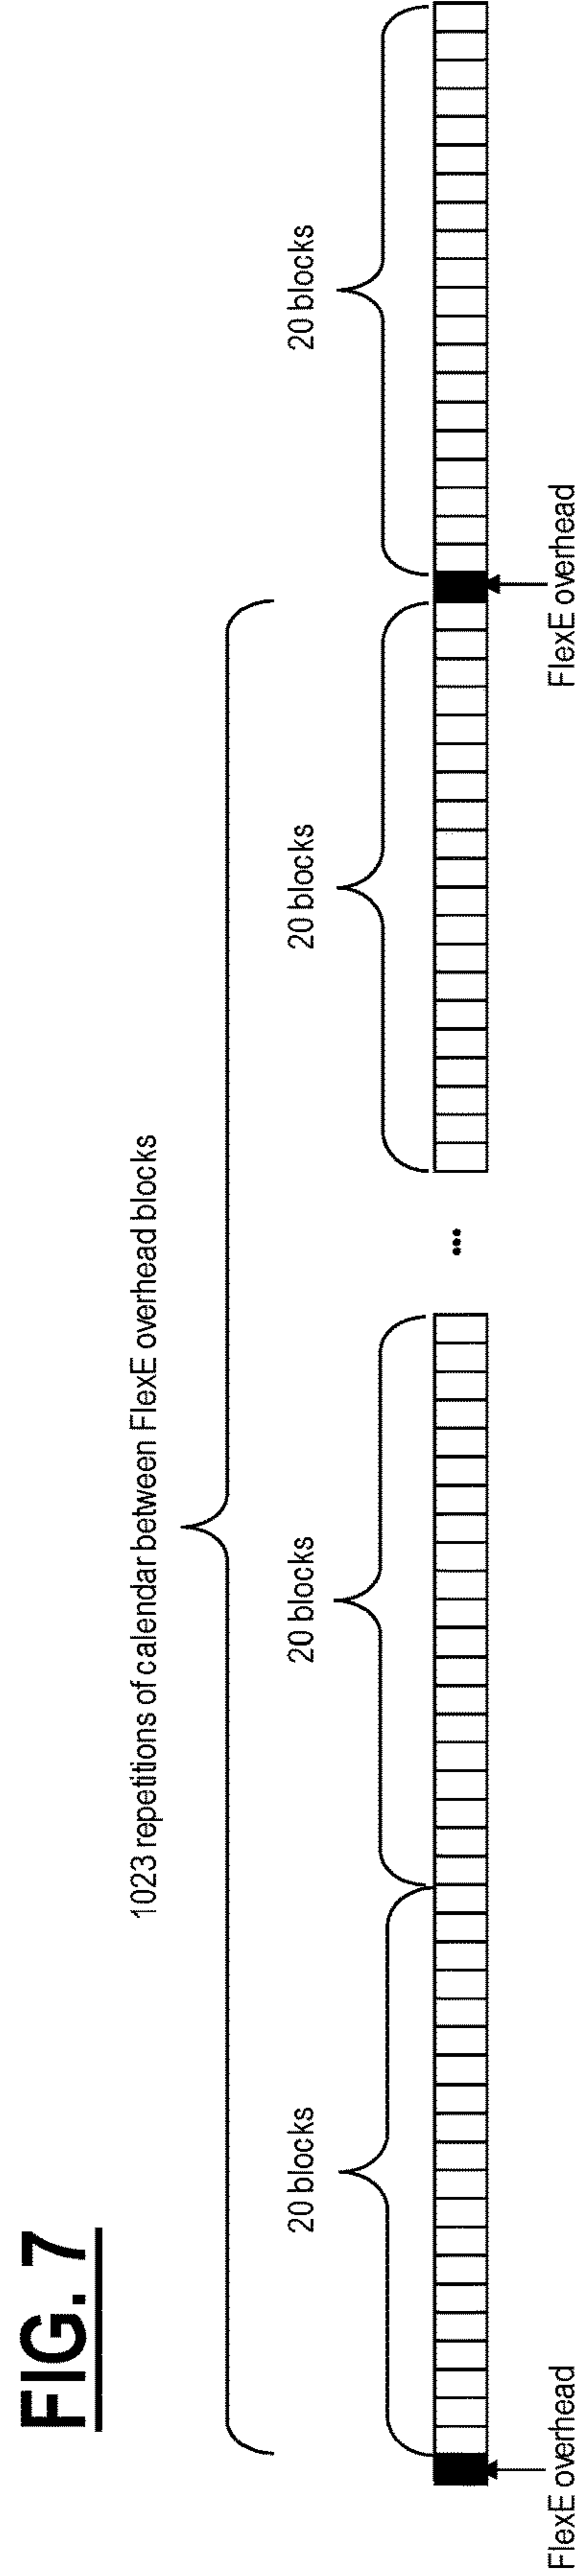 FIG. 7
1023 repetitions of calendar between FlexE overhead blocks
20 blocks
20 blocks
20 blocks
20 blocks
...
FlexE overhead
FlexE overhead